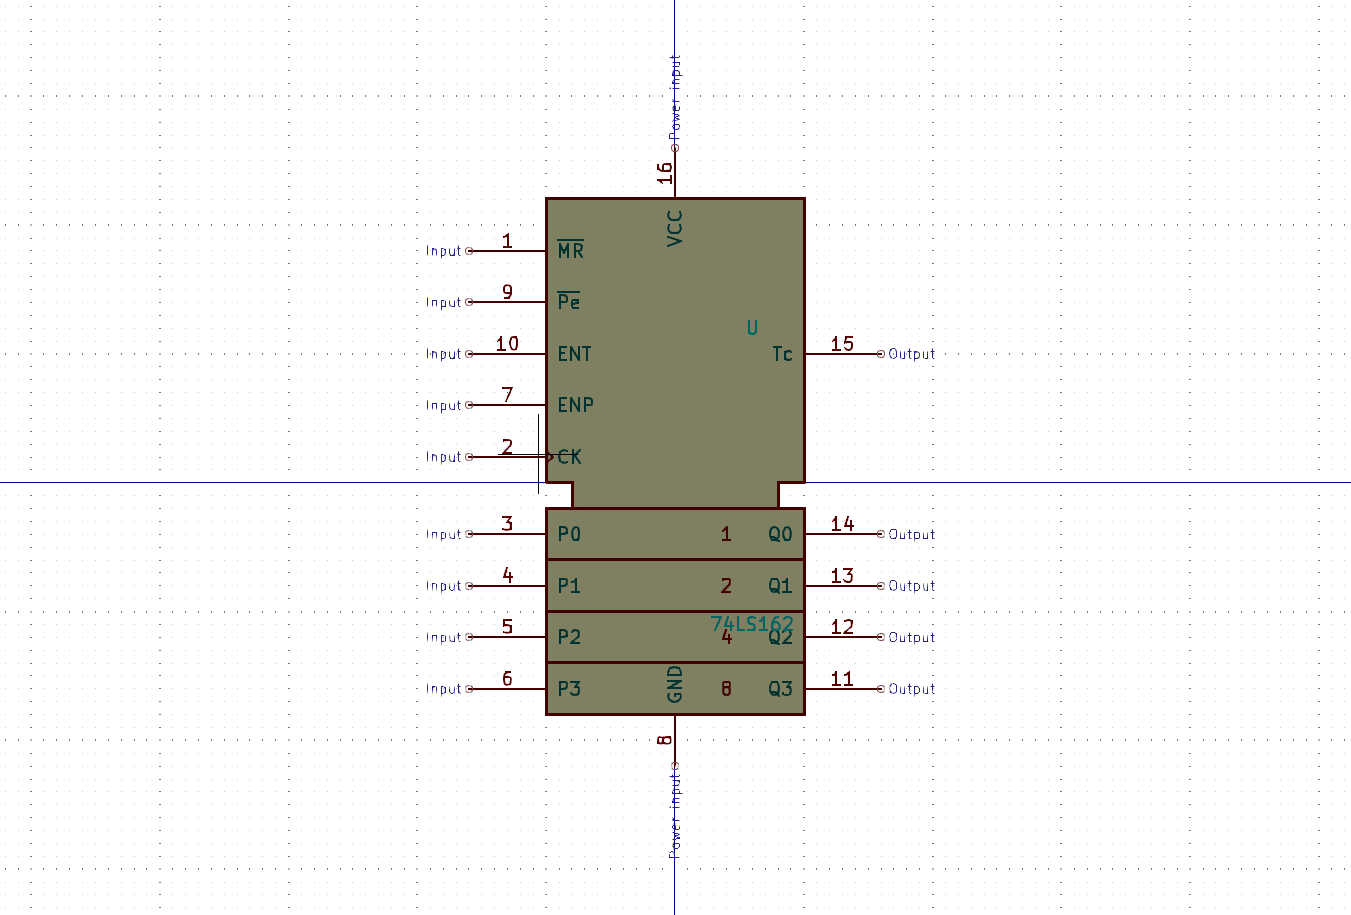 Power input
16
VCC
Input 1 MR
Input 9 Pe
U
Input 10 ENT Tc 15 Output
Input 7 ENP
Input 2 CK
Input 3 P0 1 Q0 14 Output
Input 4 P1 2 Q1 13 Output
74LS162
Input 5 P2 4 Q2 12 Output
Input 6 P3 GND 8 Q3 11 Output
8
Power input